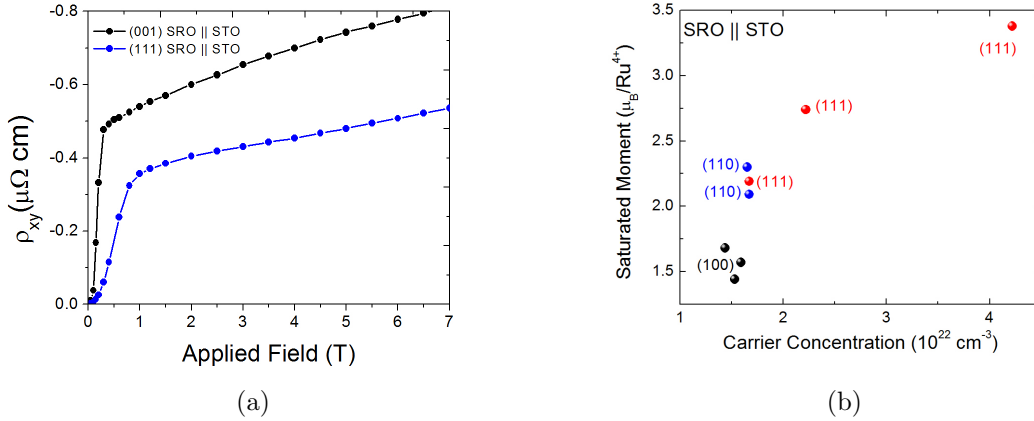 -0.8
-0.6
-0.4
-0.2
0.0
ρxy(μΩ cm)
(001) SRO || STO
(111) SRO || STO
0 1 2 3 4 5 6 7
Applied Field (T)
(a)
3.5
3.0
2.5
2.0
1.5
Saturated Moment (μB/Ru4+)
SRO || STO
(111)
(111)
(110)
(111)
(110)
(100)
1 2 3 4
Carrier Concentration (10^22 cm^-3)
(b)